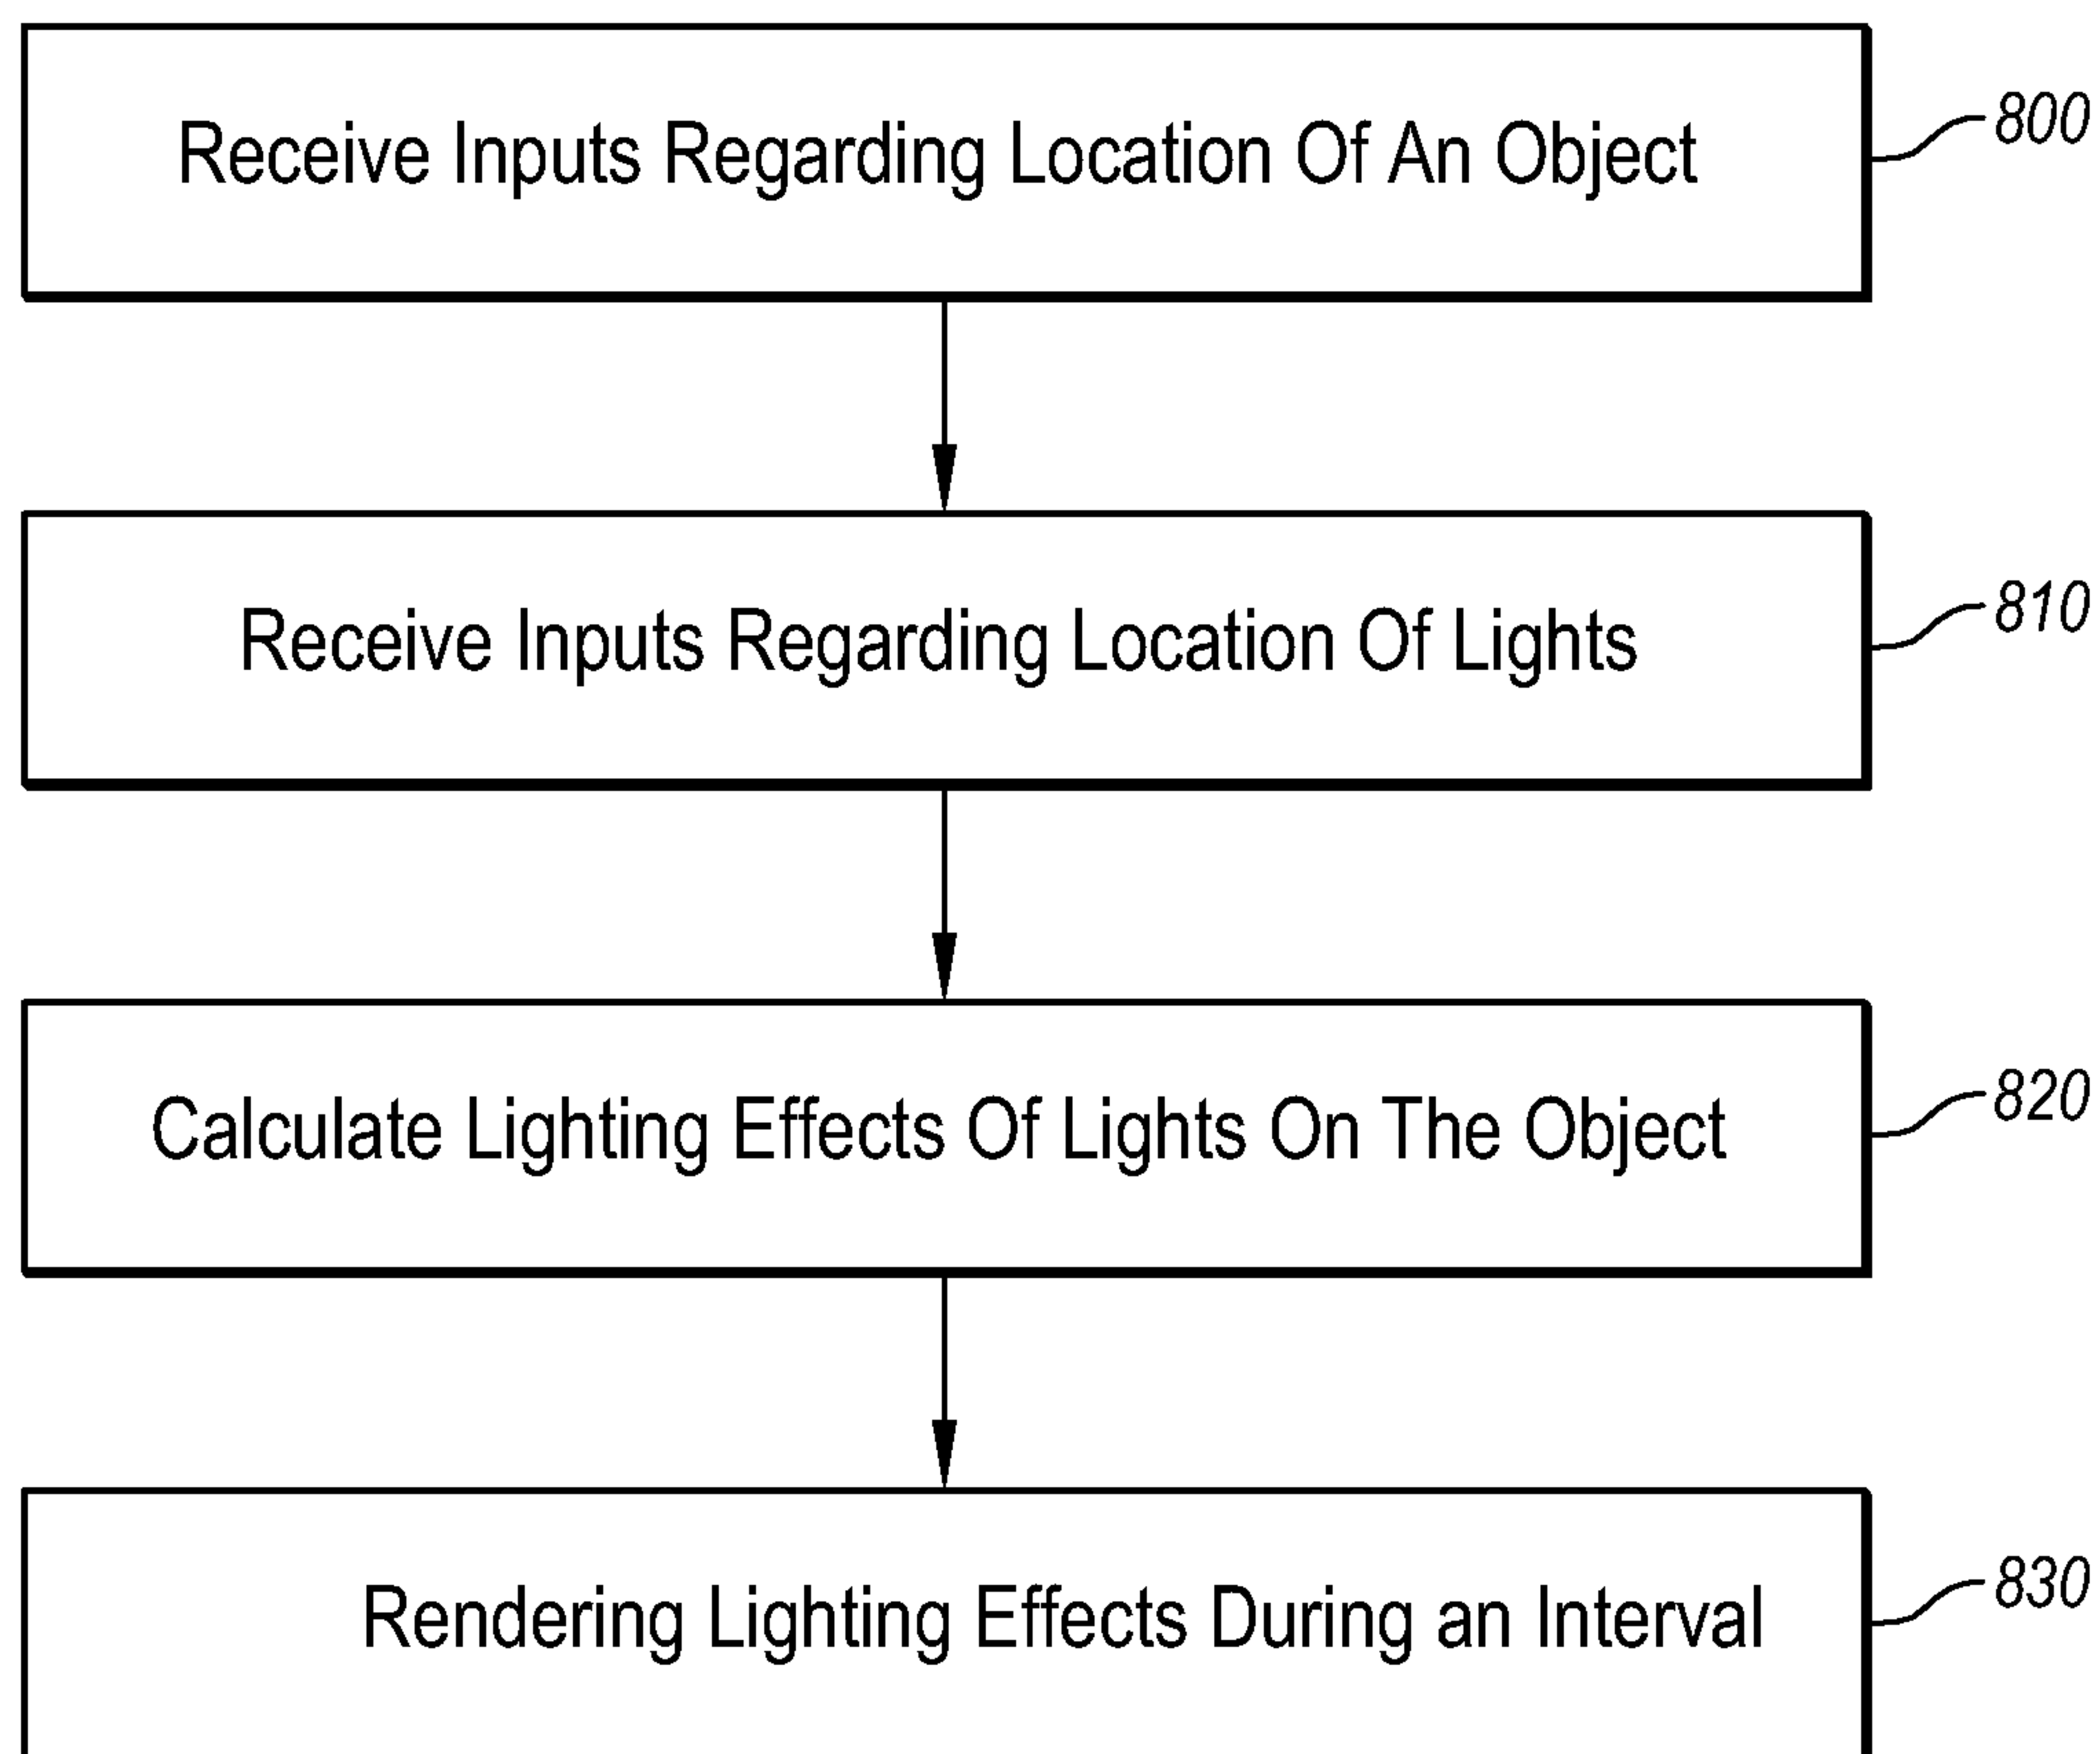 Receive Inputs Regarding Location Of An Object
800
Receive Inputs Regarding Location Of Lights
810
Calculate Lighting Effects Of Lights On The Object
820
Rendering Lighting Effects During an Interval
830